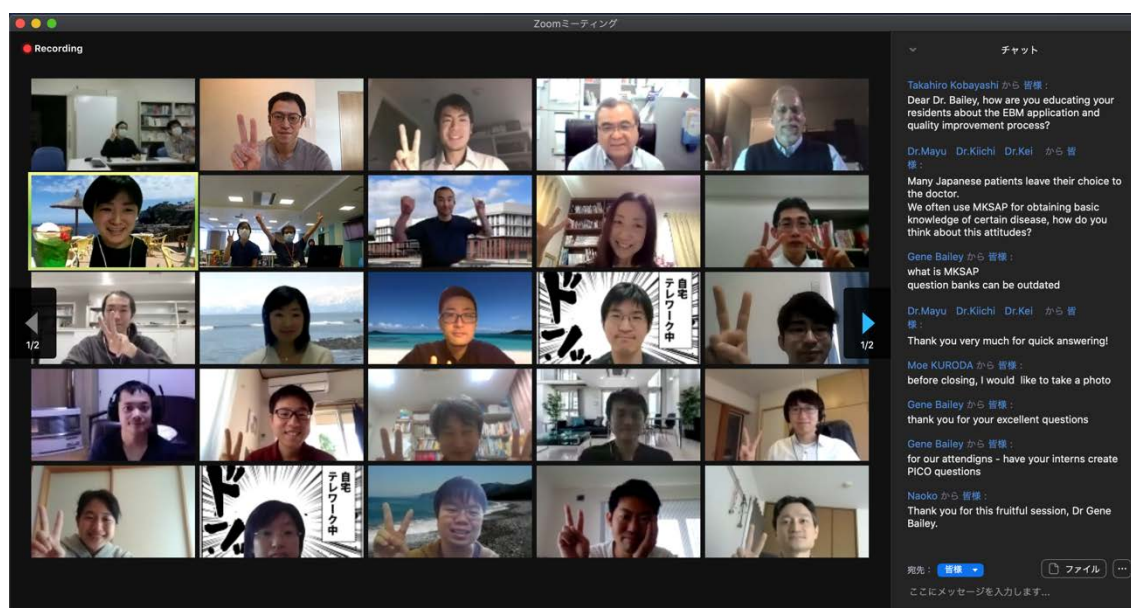 Zoomミーティング
Recording
1/2
1/2
自宅
テレワーク中
ドン
自宅
テレワーク中
ドン
チャット
Takahiro Kobayashi から 皆様：
Dear Dr. Bailey, how are you educating your
residents about the EBM application and
quality improvement process?
Dr.Mayu Dr.Kiichi Dr.Kei から 皆
様：
Many Japanese patients leave their choice to
the doctor.
We often use MKSAP for obtaining basic
knowledge of certain disease, how do you
think about this attitudes?
Gene Bailey から 皆様：
what is MKSAP
question banks can be outdated
Dr.Mayu Dr.Kiichi Dr.Kei から 皆
様：
Thank you very much for quick answering!
Moe KURODA から 皆様：
before closing, I would like to take a photo
Gene Bailey から 皆様：
thank you for your excellent questions
Gene Bailey から 皆様：
for our attendigns - have your interns create
PICO questions
Naoko から 皆様：
Thank you for this fruitful session, Dr Gene
Bailey.
宛先： 皆様
ファイル
ここにメッセージを入力します...